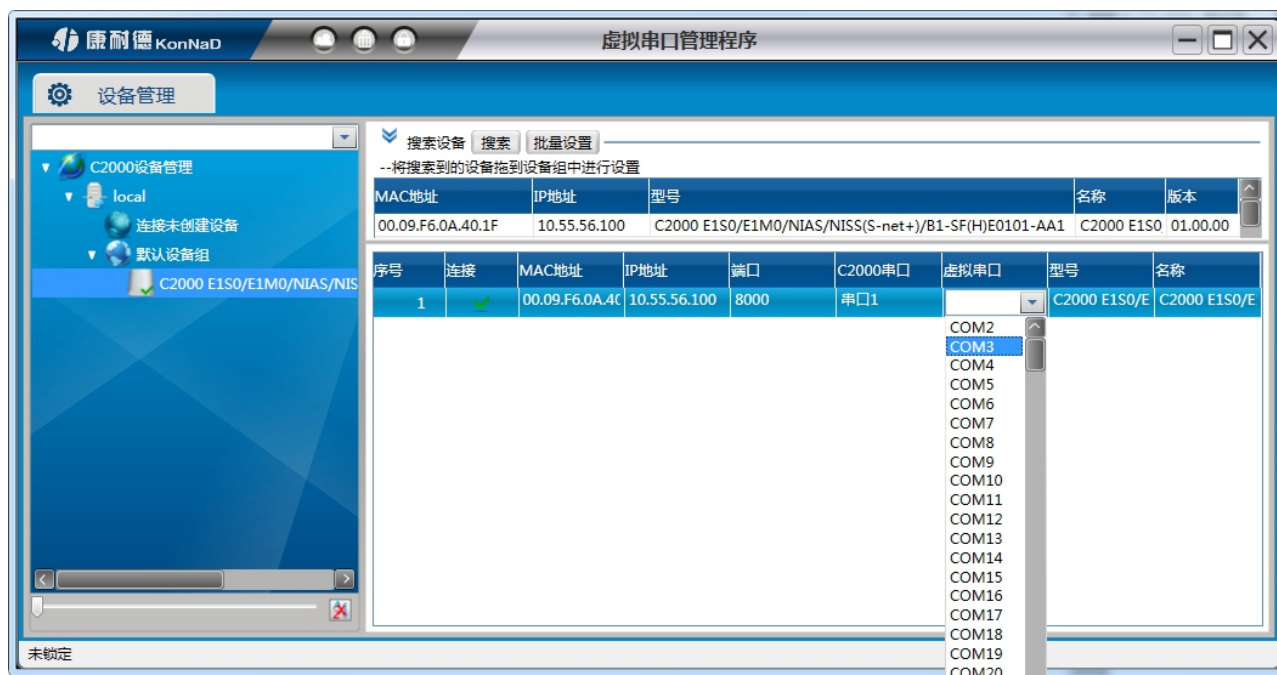 康耐德 KonNaD
虚拟串口管理程序
设备管理
搜索设备 搜索 批量设置
--将搜索到的设备拖到设备组中进行设置
C2000设备管理
local
连接未创建设备
默认设备组
C2000 E1S0/E1M0/NIAS/NIS
MAC地址 IP地址 型号 名称 版本
00.09.F6.0A.40.1F 10.55.56.100 C2000 E1S0/E1M0/NIAS/NISS(S-net+)/B1-SF(H)E0101-AA1 C2000 E1S0 01.00.00
序号 连接 MAC地址 IP地址 端口 C2000串口 虚拟串口 型号 名称
1 00.09.F6.0A.4C 10.55.56.100 8000 串口1 C2000 E1S0/E C2000 E1S0/E
COM2
COM3
COM4
COM5
COM6
COM7
COM8
COM9
COM10
COM11
COM12
COM13
COM14
COM15
COM16
COM17
COM18
COM19
COM20
未锁定